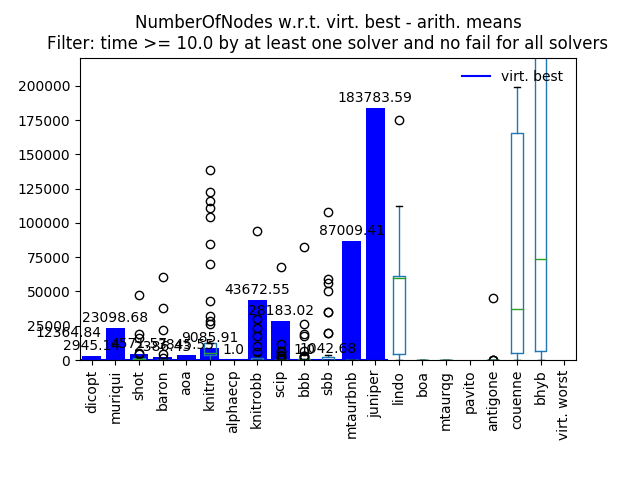 NumberOfNodes w.r.t. virt. best - arith. means
Filter: time >= 10.0 by at least one solver and no fail for all solvers
virt. best
200000
175000
150000
125000
100000
75000
50000
25000
0
183783.59
87009.41
43672.55
28183.02
23098.68
12364.84
9085.91
1.0
1042.68
dicopt
muriqui
shot
baron
aoa
knitro
alphaecp
knitrobb
scip
bbb
sbb
mtaurbnb
juniper
lindo
boa
mtaurqg
pavito
antigone
couenne
bhyb
virt. worst